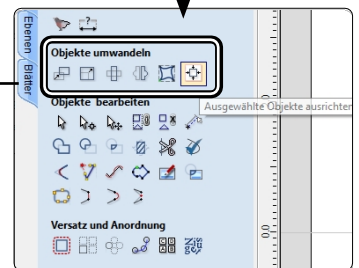 Ebenen
Blätter
Objekte umwandeln
Objekte bearbeiten
Ausgewählte Objekte ausrichten
Versatz und Anordnung